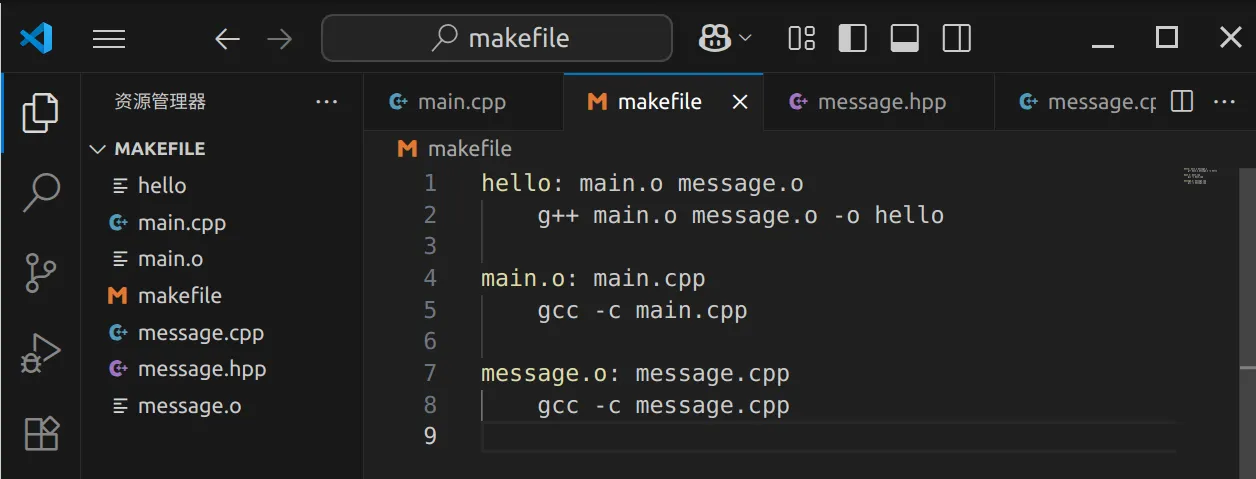 makefile
资源管理器
main.cpp
makefile
message.hpp
message.cp
MAKEFILE
hello
main.cpp
main.o
makefile
message.cpp
message.hpp
message.o
makefile
1 hello: main.o message.o
2 g++ main.o message.o -o hello
3
4 main.o: main.cpp
5 gcc -c main.cpp
6
7 message.o: message.cpp
8 gcc -c message.cpp
9